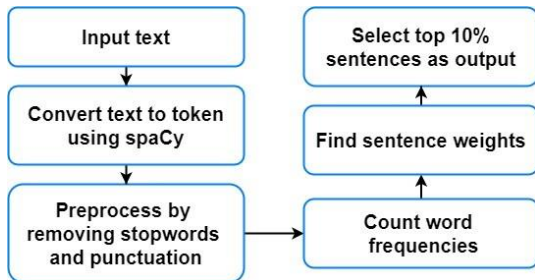 Input text
Convert text to token
using spaCy
Preprocess by
removing stopwords
and punctuation
Count word
frequencies
Find sentence weights
Select top 10%
sentences as output